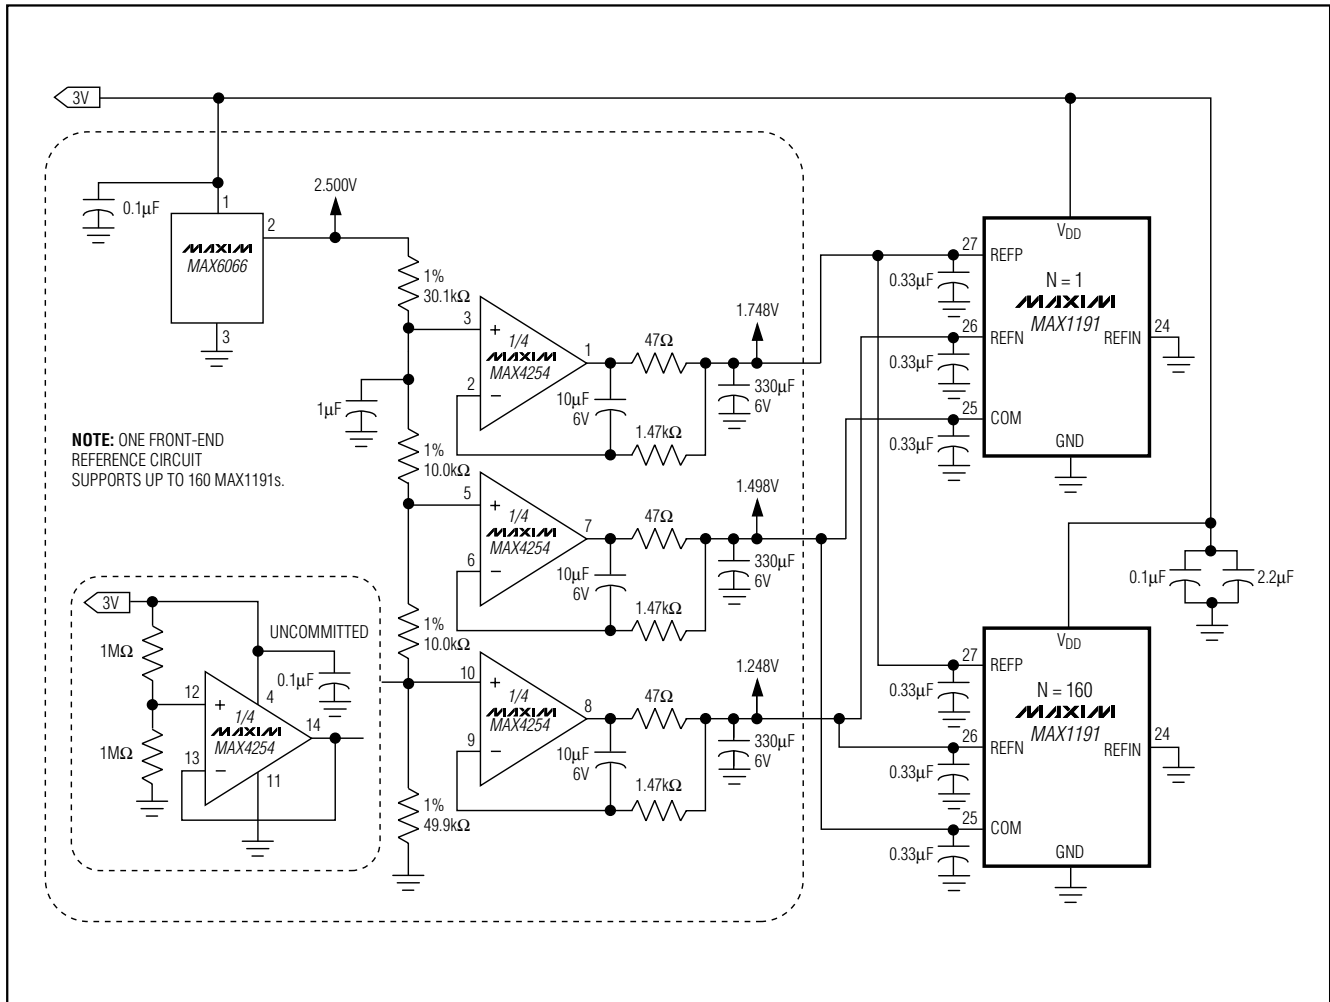 3V
0.1µF
1
2
3
MAXIM
MAX6066
2.500V
1%
30.1kΩ
1µF
1%
10.0kΩ
1%
10.0kΩ
1%
49.9kΩ
NOTE: ONE FRONT-END
REFERENCE CIRCUIT
SUPPORTS UP TO 160 MAX1191s.
3
2
1
+
−
1/4
MAXIM
MAX4254
47Ω
10µF
6V
1.47kΩ
330µF
6V
1.748V
5
6
7
+
−
1/4
MAXIM
MAX4254
47Ω
10µF
6V
1.47kΩ
330µF
6V
1.498V
10
9
8
+
−
1/4
MAXIM
MAX4254
47Ω
10µF
6V
1.47kΩ
330µF
6V
1.248V
3V
UNCOMMITTED
1MΩ
1MΩ
0.1µF
12
13
4
14
11
+
−
1/4
MAXIM
MAX4254
VDD
27
REFP
0.33µF
N = 1
MAXIM
MAX1191
26
REFN
0.33µF
24
REFIN
25
COM
0.33µF
GND
0.1µF
2.2µF
VDD
27
REFP
0.33µF
N = 160
MAXIM
MAX1191
26
REFN
0.33µF
24
REFIN
25
COM
0.33µF
GND